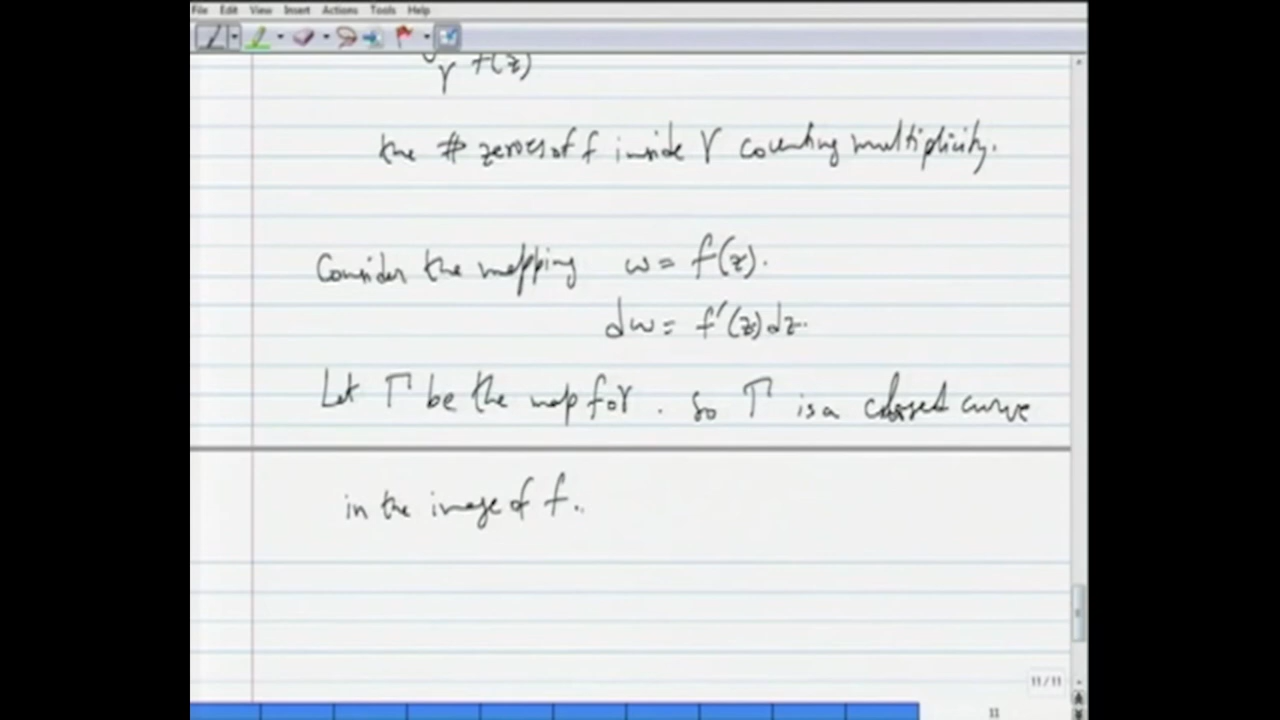 File Edit View Insert Actions Tools Help
γ f(z)
the # zeroes of f inside γ counting multiplicity.
Consider the mapping w = f(z).
dw = f'(z) dz.
Let Γ be the map for γ. So Γ is a closed curve
in the image of f.
11/11
11